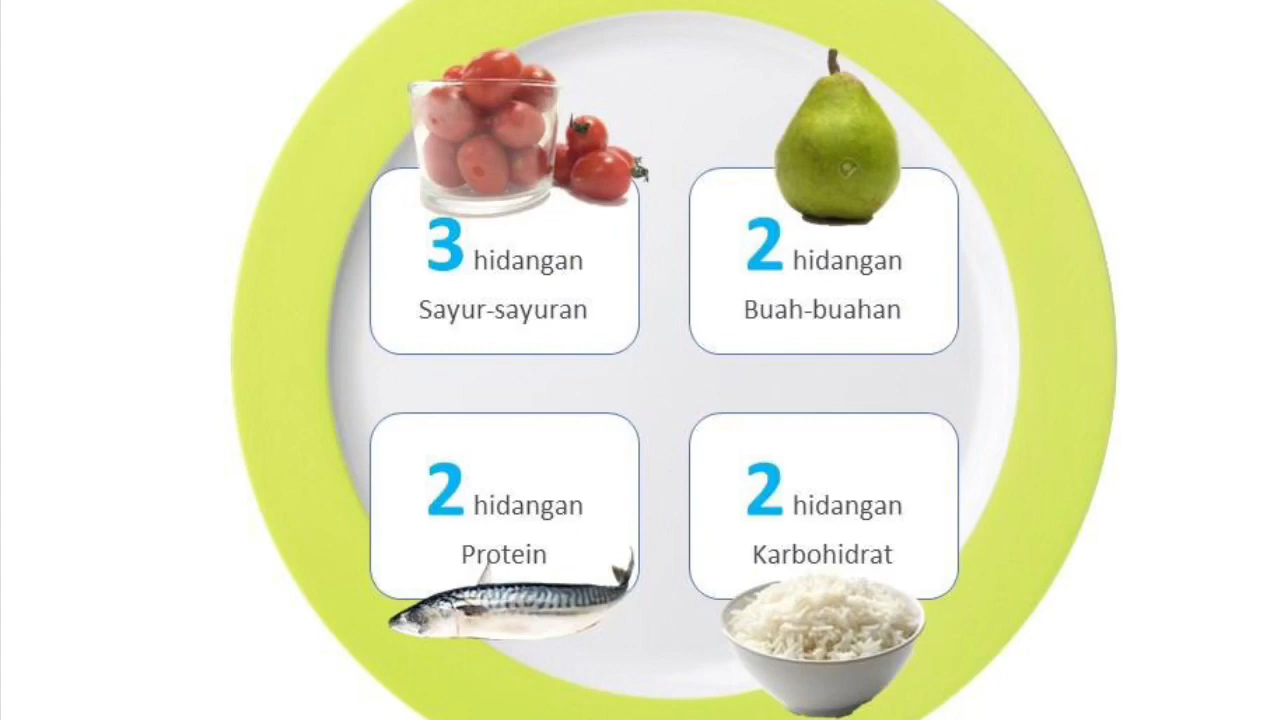 3 hidangan
Sayur-sayuran
2 hidangan
Buah-buahan
2 hidangan
Protein
2 hidangan
Karbohidrat